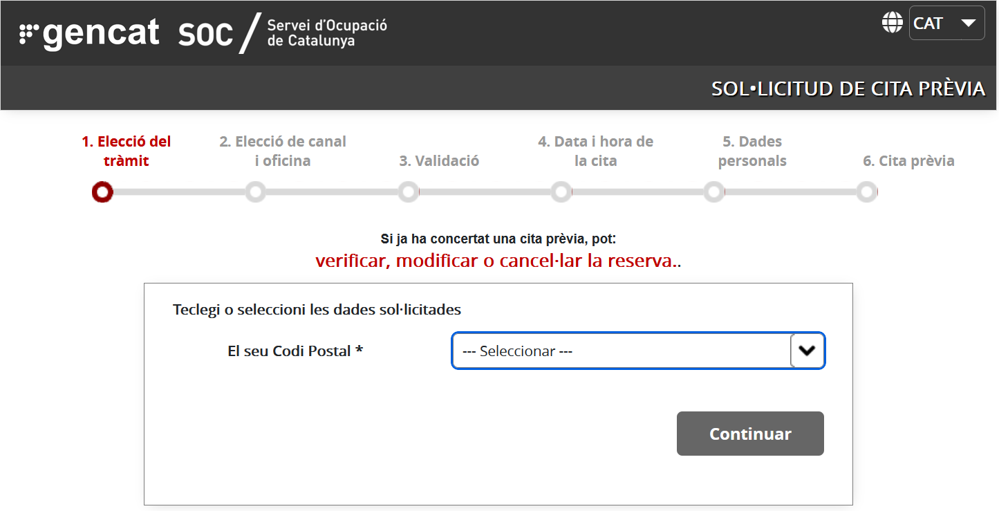 gencat SOC / Servei d'Ocupació
de Catalunya
CAT
SOL•LICITUD DE CITA PRÈVIA
1. Elecció del
tràmit
2. Elecció de canal
i oficina
3. Validació
4. Data i hora de
la cita
5. Dades
personals
6. Cita prèvia
Si ja ha concertat una cita prèvia, pot:
verificar, modificar o cancel·lar la reserva..
Teclegi o seleccioni les dades sol·licitades
El seu Codi Postal *
--- Seleccionar ---
Continuar